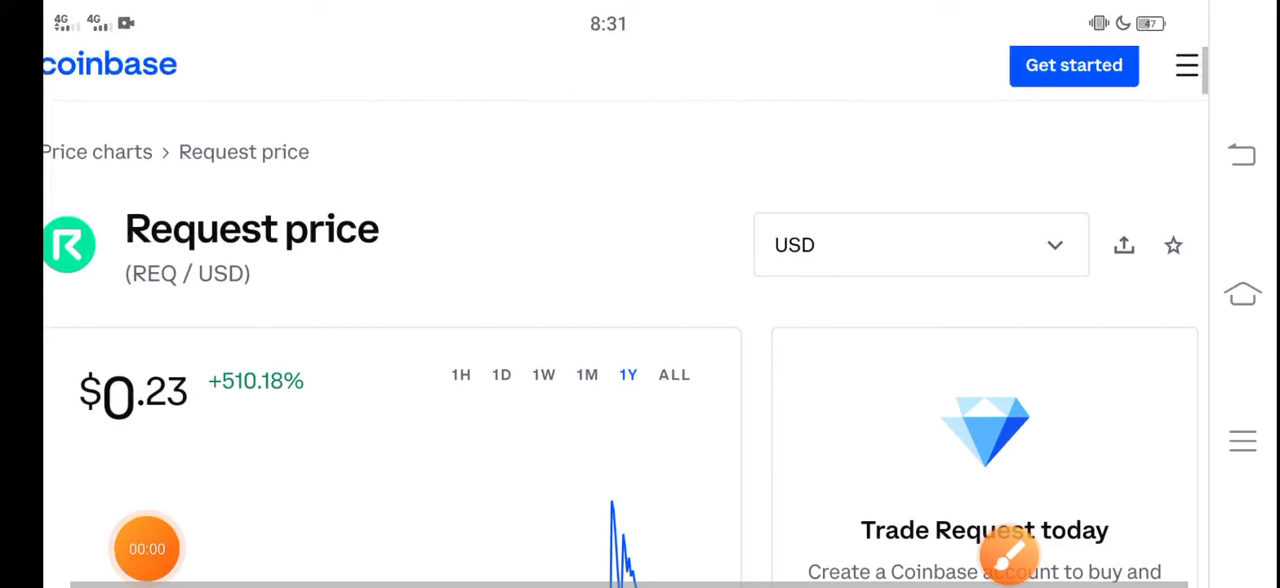 4G 4G 8:31 47
coinbase Get started
Price charts > Request price
Request price
(REQ / USD)
USD
$0.23 +510.18% 1H 1D 1W 1M 1Y ALL
Trade Request today
00:00
Create a Coinbase account to buy and